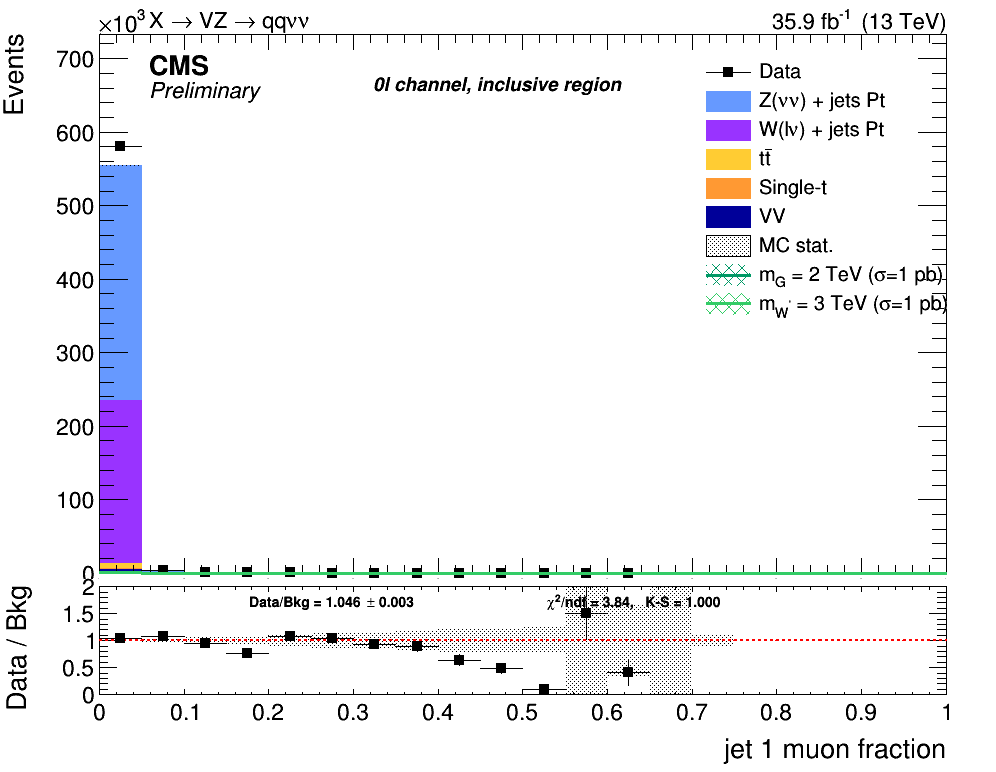 ×10³ X → VZ → qqνν
35.9 fb⁻¹ (13 TeV)
Events
CMS
Preliminary
0l channel, inclusive region
Data
Z(νν) + jets Pt
W(lν) + jets Pt
tt̄
Single-t
VV
MC stat.
m_G = 2 TeV (σ=1 pb)
m_W' = 3 TeV (σ=1 pb)
700
600
500
400
300
200
100
0
Data / Bkg
2
1.5
1
0.5
0
Data/Bkg = 1.046 ± 0.003
χ²/ndf = 3.84, K-S = 1.000
0 0.1 0.2 0.3 0.4 0.5 0.6 0.7 0.8 0.9 1
jet 1 muon fraction